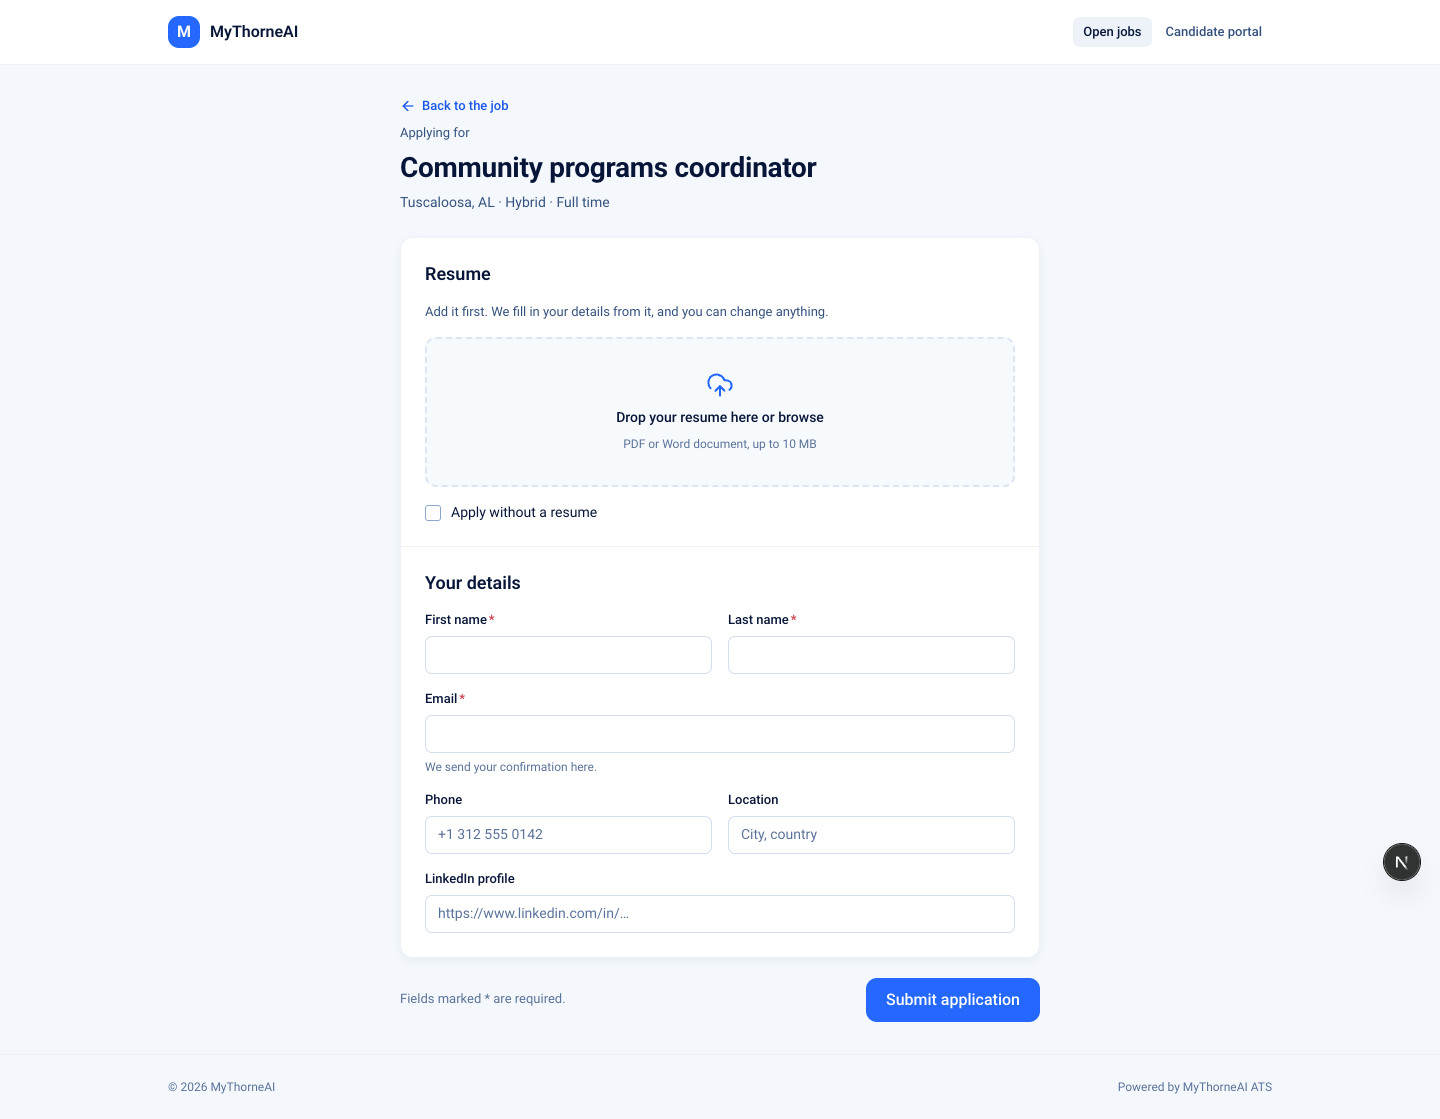 M MyThorneAI
Open jobs
Candidate portal
Back to the job
Applying for
Community programs coordinator
Tuscaloosa, AL · Hybrid · Full time
Resume
Add it first. We fill in your details from it, and you can change anything.
Drop your resume here or browse
PDF or Word document, up to 10 MB
Apply without a resume
Your details
First name *
Last name *
Email *
We send your confirmation here.
Phone
Location
+1 312 555 0142
City, country
LinkedIn profile
https://www.linkedin.com/in/...
Fields marked * are required.
Submit application
N
© 2026 MyThorneAI
Powered by MyThorneAI ATS